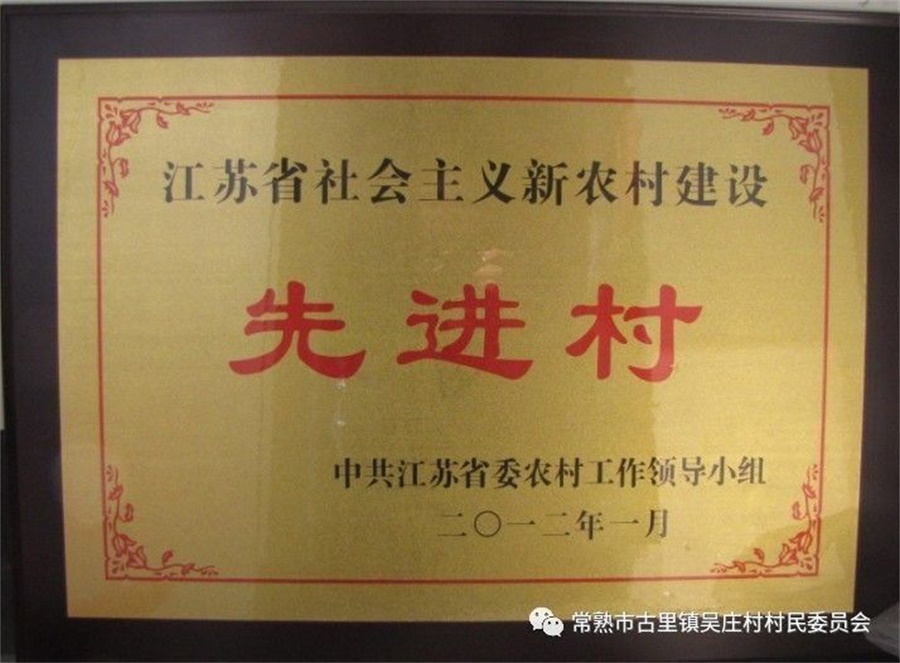 江苏省社会主义新农村建设
先进村
中共江苏省委农村工作领导小组
二〇一二年一月
常熟市古里镇吴庄村村民委员会